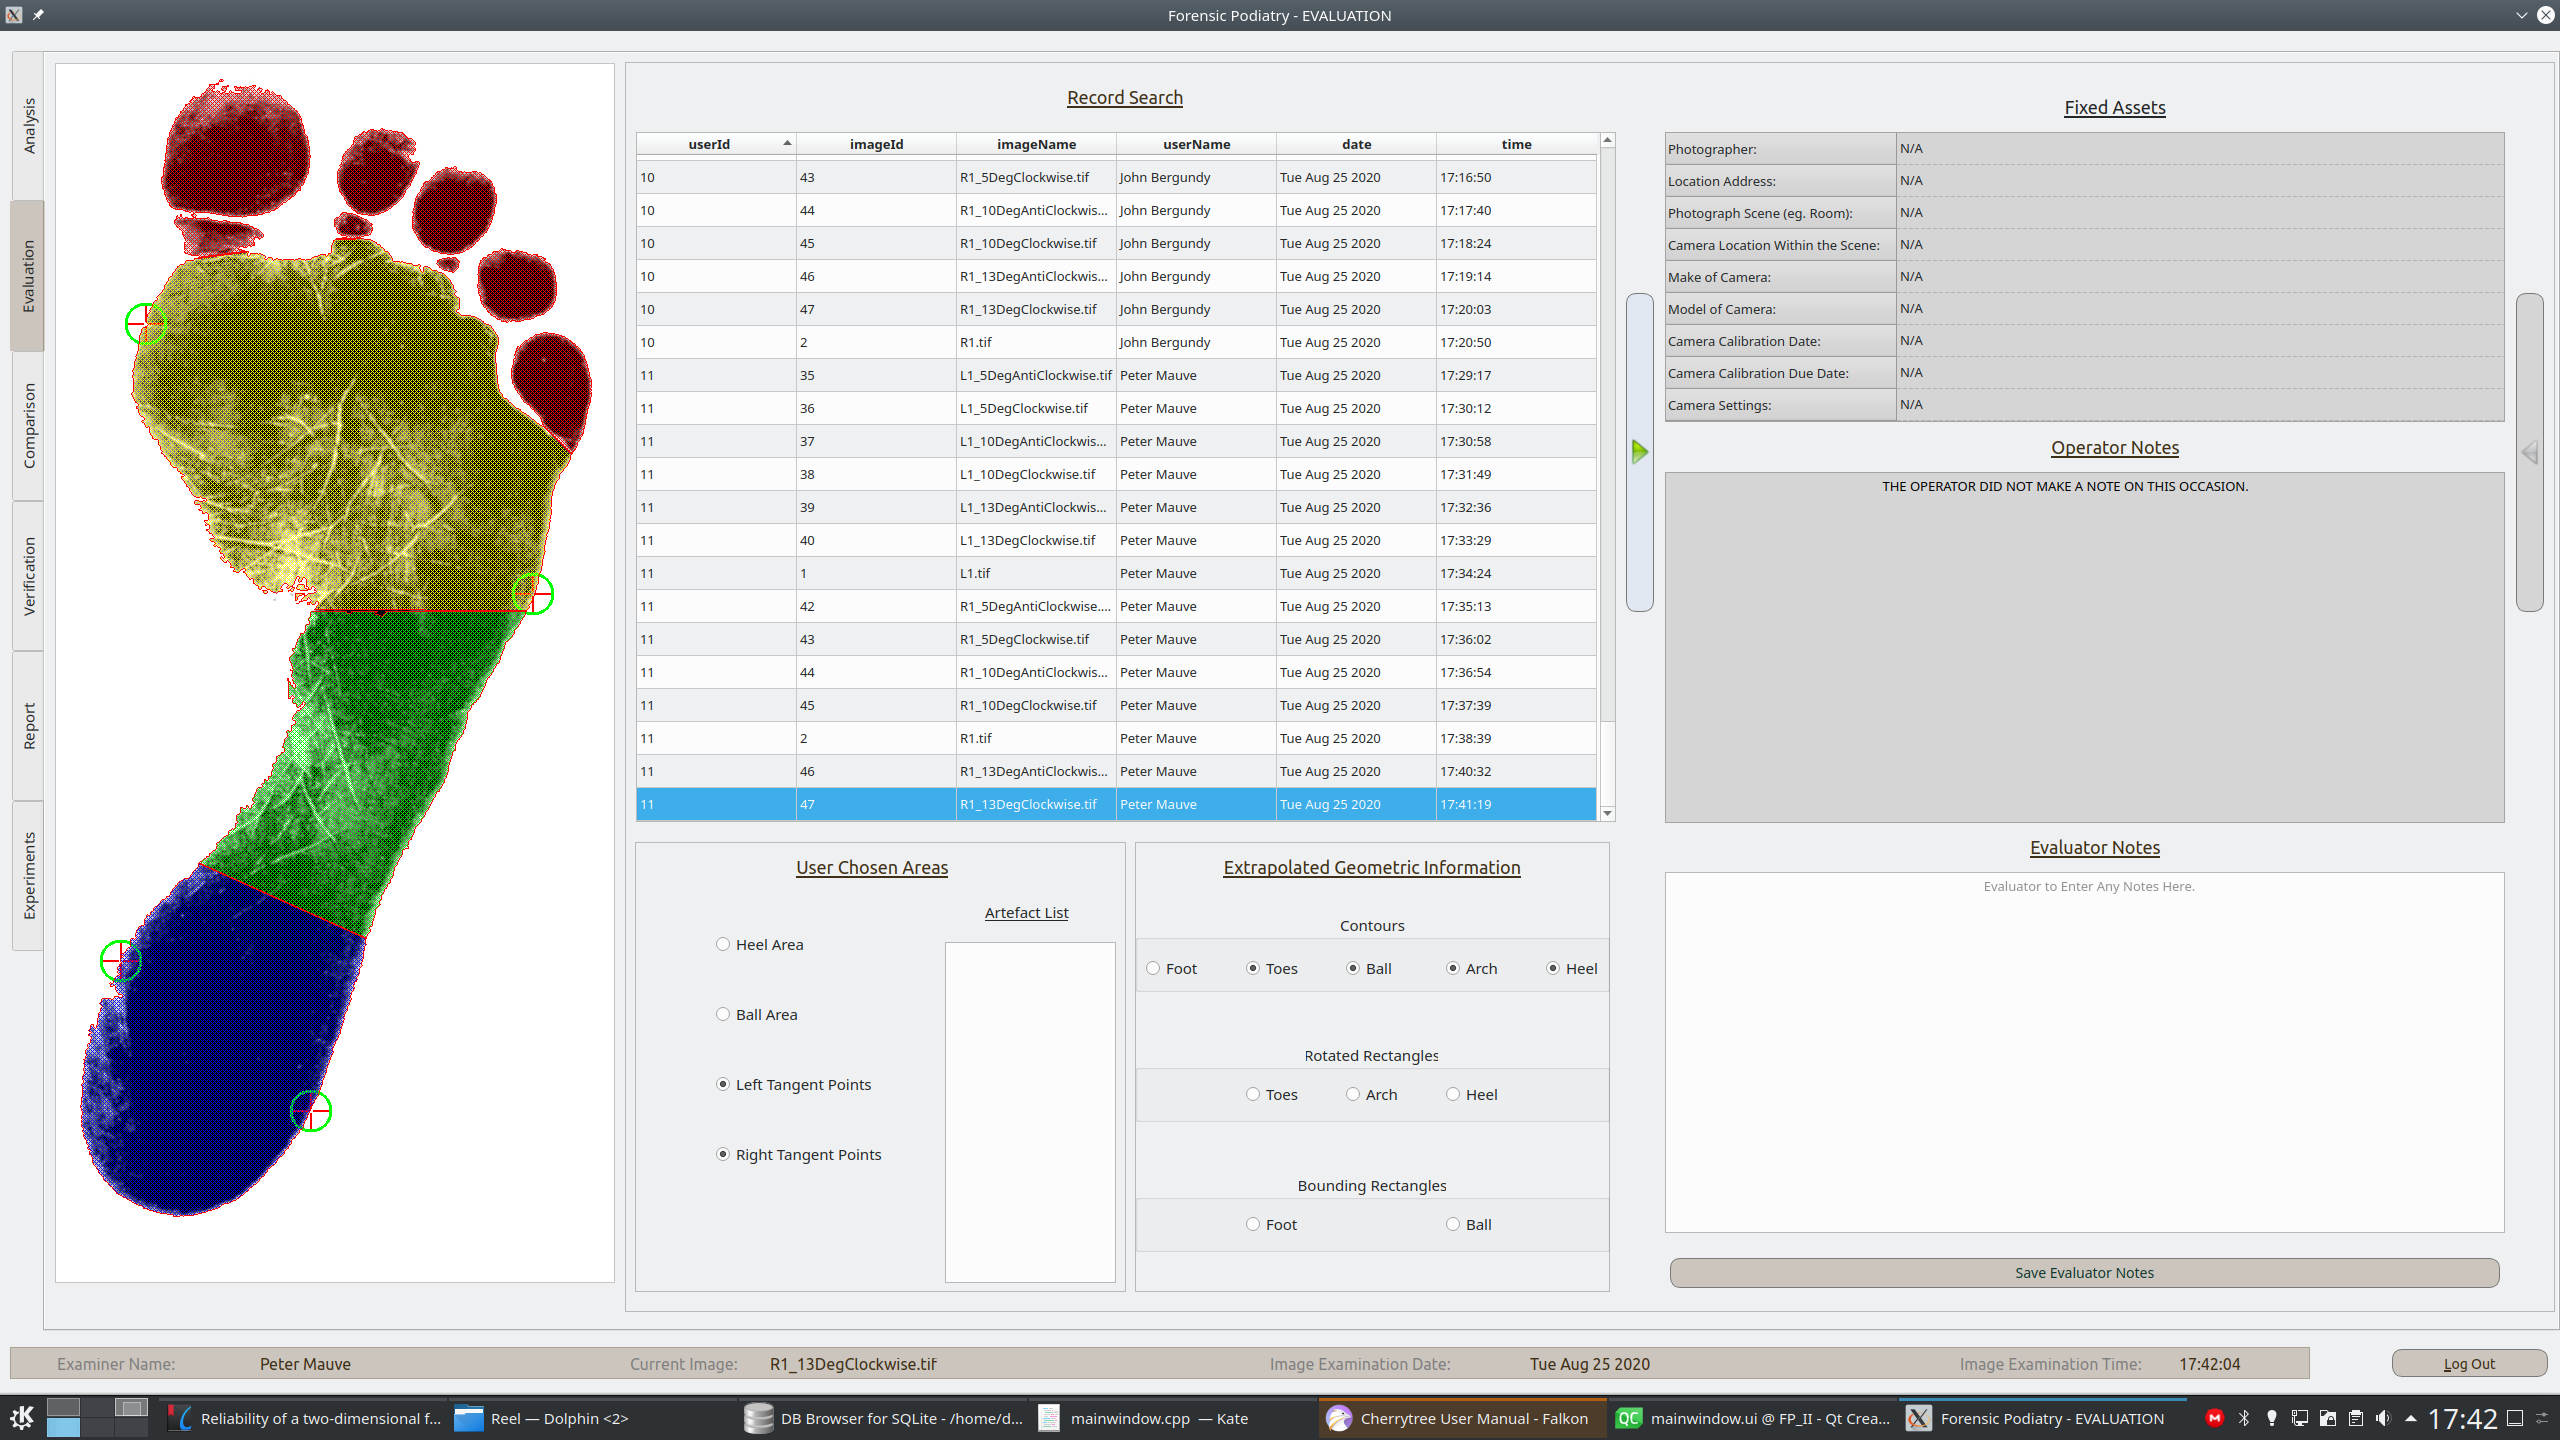 Forensic Podiatry - EVALUATION
Analysis
Evaluation
Comparison
Verification
Report
Experiments
Record Search
userId imageId imageName userName date time
10 43 R1_5DegClockwise.tif John Bergundy Tue Aug 25 2020 17:16:50
10 44 R1_10DegAntiClockwis... John Bergundy Tue Aug 25 2020 17:17:40
10 45 R1_10DegClockwise.tif John Bergundy Tue Aug 25 2020 17:18:24
10 46 R1_13DegAntiClockwis... John Bergundy Tue Aug 25 2020 17:19:14
10 47 R1_13DegClockwise.tif John Bergundy Tue Aug 25 2020 17:20:03
10 2 R1.tif John Bergundy Tue Aug 25 2020 17:20:50
11 35 L1_5DegAntiClockwise.tif Peter Mauve Tue Aug 25 2020 17:29:17
11 36 L1_5DegClockwise.tif Peter Mauve Tue Aug 25 2020 17:30:12
11 37 L1_10DegAntiClockwis... Peter Mauve Tue Aug 25 2020 17:30:58
11 38 L1_10DegClockwise.tif Peter Mauve Tue Aug 25 2020 17:31:49
11 39 L1_13DegAntiClockwis... Peter Mauve Tue Aug 25 2020 17:32:36
11 40 L1_13DegClockwise.tif Peter Mauve Tue Aug 25 2020 17:33:29
11 1 L1.tif Peter Mauve Tue Aug 25 2020 17:34:24
11 42 R1_5DegAntiClockwise.... Peter Mauve Tue Aug 25 2020 17:35:13
11 43 R1_5DegClockwise.tif Peter Mauve Tue Aug 25 2020 17:36:02
11 44 R1_10DegAntiClockwis... Peter Mauve Tue Aug 25 2020 17:36:54
11 45 R1_10DegClockwise.tif Peter Mauve Tue Aug 25 2020 17:37:39
11 2 R1.tif Peter Mauve Tue Aug 25 2020 17:38:39
11 46 R1_13DegAntiClockwis... Peter Mauve Tue Aug 25 2020 17:40:32
11 47 R1_13DegClockwise.tif Peter Mauve Tue Aug 25 2020 17:41:19
User Chosen Areas
Artefact List
Heel Area
Ball Area
Left Tangent Points
Right Tangent Points
Extrapolated Geometric Information
Contours
Foot Toes Ball Arch Heel
Rotated Rectangles
Toes Arch Heel
Bounding Rectangles
Foot Ball
Fixed Assets
Photographer: N/A
Location Address: N/A
Photograph Scene (eg. Room): N/A
Camera Location Within the Scene: N/A
Make of Camera: N/A
Model of Camera: N/A
Camera Calibration Date: N/A
Camera Calibration Due Date: N/A
Camera Settings: N/A
Operator Notes
THE OPERATOR DID NOT MAKE A NOTE ON THIS OCCASION.
Evaluator Notes
Evaluator to Enter Any Notes Here.
Save Evaluator Notes
Examiner Name: Peter Mauve Current Image: R1_13DegClockwise.tif Image Examination Date: Tue Aug 25 2020 Image Examination Time: 17:42:04
Log Out
Reliability of a two-dimensional f... Reel — Dolphin <2> DB Browser for SQLite - /home/d... mainwindow.cpp — Kate Cherrytree User Manual - Falkon QC mainwindow.ui @ FP_II - Qt Crea... Forensic Podiatry - EVALUATION 17:42